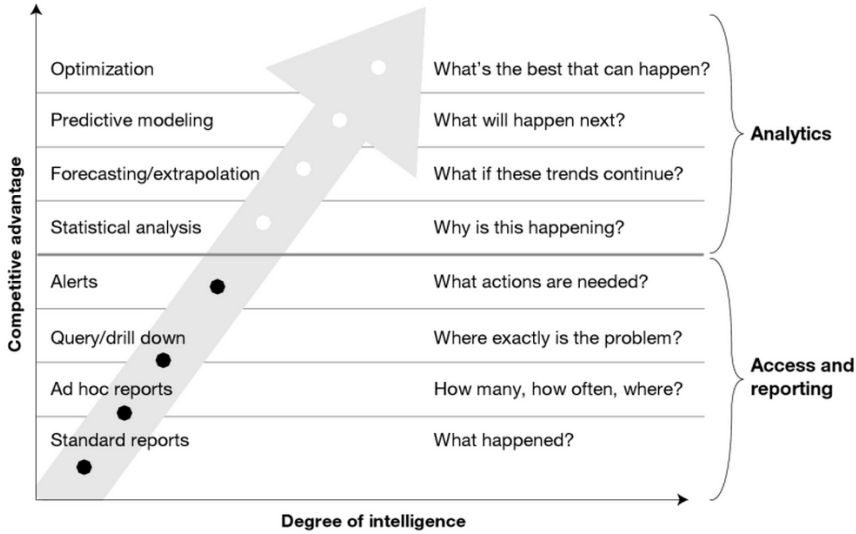 Optimization
What's the best that can happen?
Predictive modeling
What will happen next?
Analytics
Forecasting/extrapolation
What if these trends continue?
Statistical analysis
Why is this happening?
Competitive advantage
Alerts
What actions are needed?
Query/drill down
Where exactly is the problem?
Access and
reporting
Ad hoc reports
How many, how often, where?
Standard reports
What happened?
Degree of intelligence